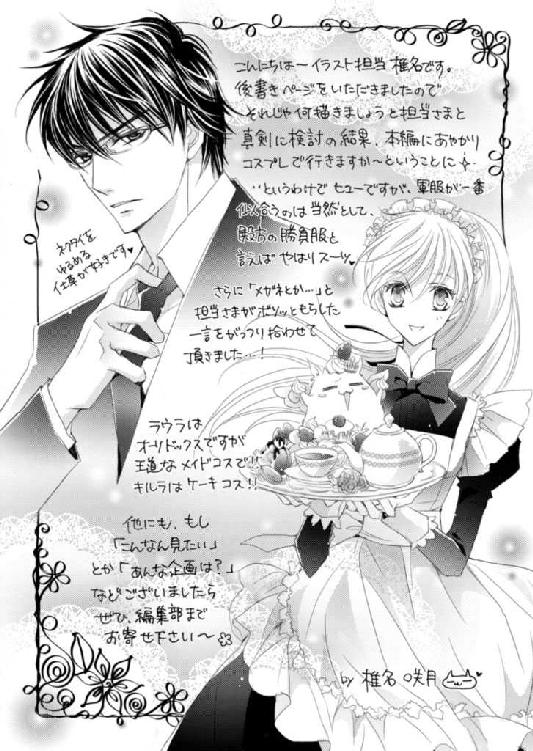 こんにちは〜イラスト担当 椎名です。
後書きページをいただきましたので
それじゃ何描きましょうと担当さまと
真剣に検討の結果、本編にあやかり
コスプレで行きますか〜ということに
…というわけで セューですが、軍服が一番
似合うのは当然として、
殿方の勝負服と
言えば やはりスーツ♥
さらに「メガネとか…」と
担当さまがポソッともらした
一言をがっつり拾わせて
頂きました…!
ネクタイを
ゆるめる
仕草が好きです♥
ラウラは
オーソドックスですが
王道な メイドコスで!!
キルラはケーキコス!!
他にも、もし
「こんなん見たい」
とか「あんな企画は?」
などございましたら
ぜひ、編集部まで
お寄せ下さい〜
by 椎名 咲月